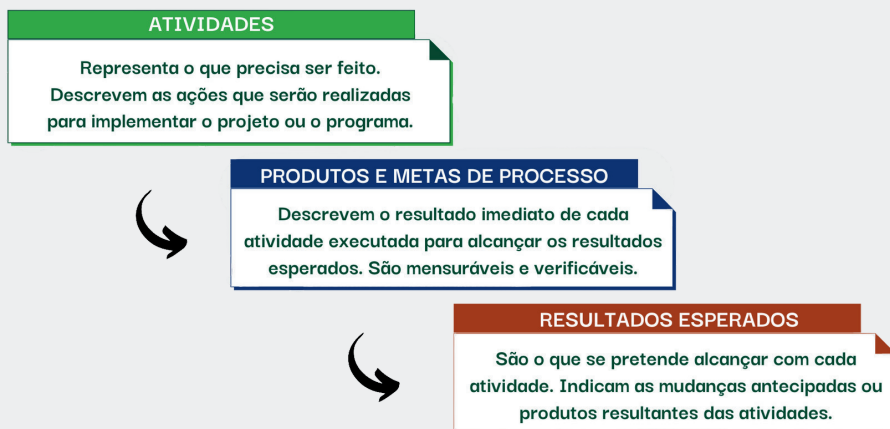 ATIVIDADES
Representa o que precisa ser feito.
Descrevem as ações que serão realizadas
para implementar o projeto ou o programa.
PRODUTOS E METAS DE PROCESSO
Descrevem o resultado imediato de cada
atividade executada para alcançar os resultados
esperados. São mensuráveis e verificáveis.
RESULTADOS ESPERADOS
São o que se pretende alcançar com cada
atividade. Indicam as mudanças antecipadas ou
produtos resultantes das atividades.